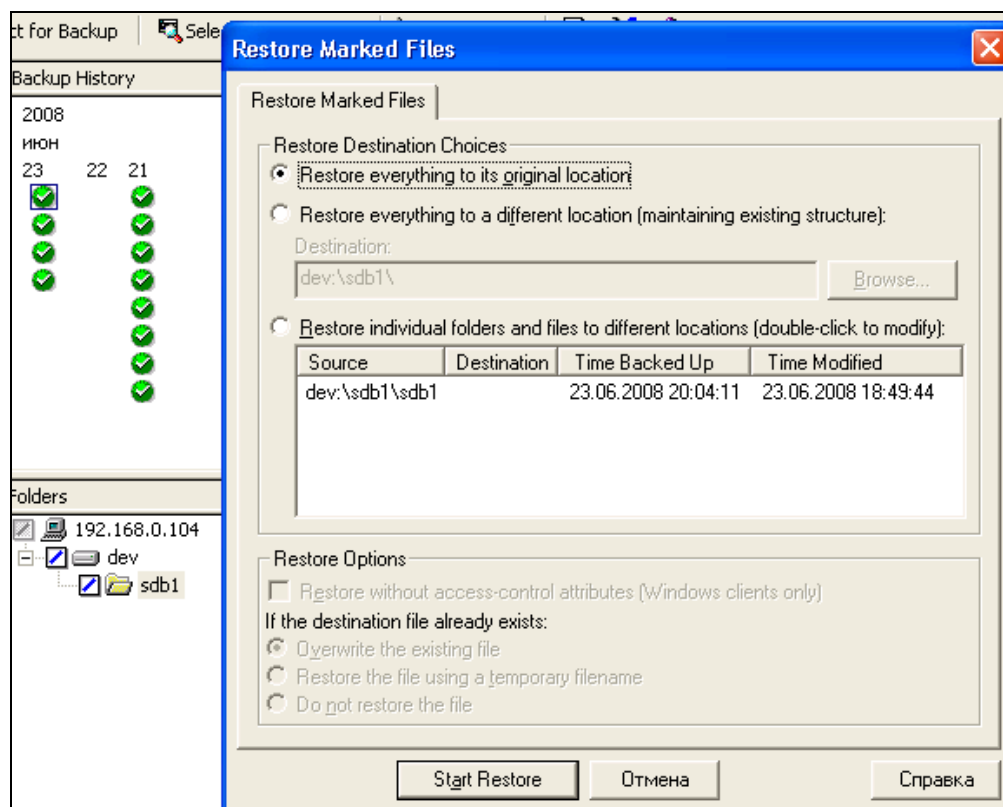 ct for Backup Sele
Restore Marked Files
Backup History
Restore Marked Files
2008
июн
23 22 21
Restore Destination Choices
Restore everything to its original location
Restore everything to a different location (maintaining existing structure):
Destination:
dev:\sdb1\
Browse...
Restore individual folders and files to different locations (double-click to modify):
Source Destination Time Backed Up Time Modified
dev:\sdb1\sdb1 23.06.2008 20:04:11 23.06.2008 18:49:44
Folders
192.168.0.104
dev
sdb1
Restore Options
Restore without access-control attributes (Windows clients only)
If the destination file already exists:
Overwrite the existing file
Restore the file using a temporary filename
Do not restore the file
Start Restore Отмена Справка